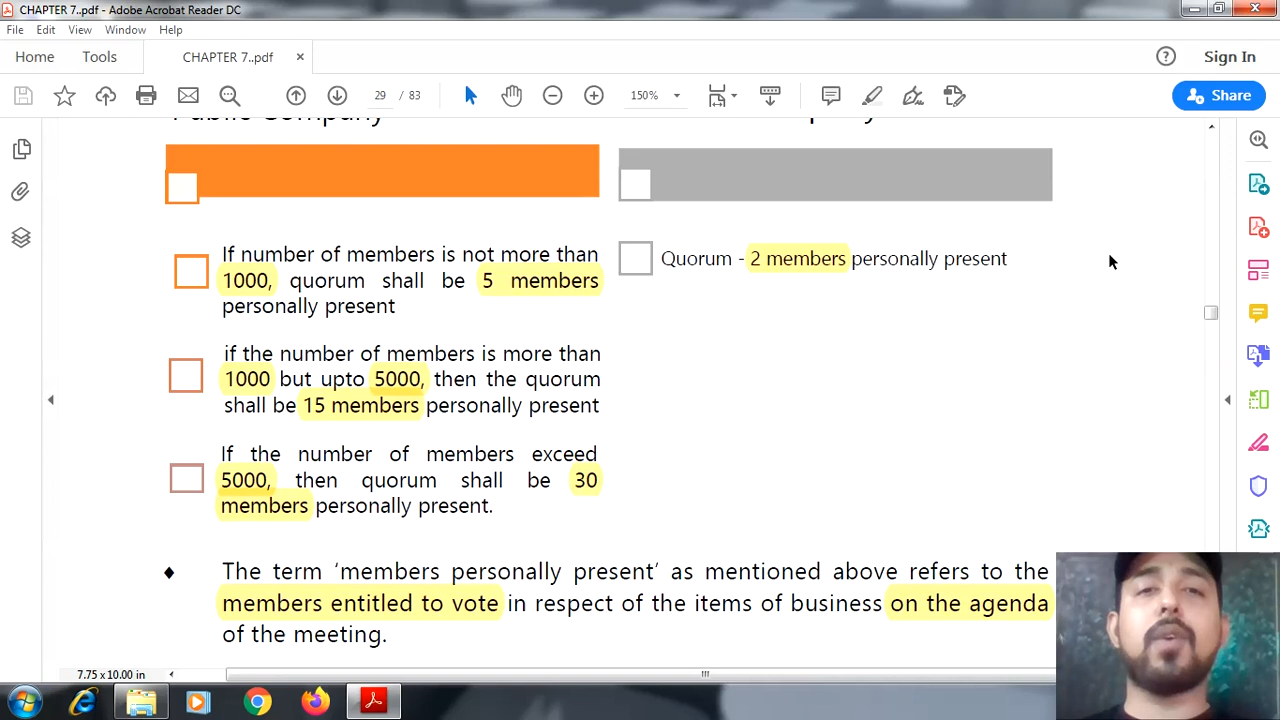 CHAPTER 7..pdf - Adobe Acrobat Reader DC
File Edit View Window Help
Home Tools CHAPTER 7..pdf × Sign In
29 / 83 150% Share
Public Company
If number of members is not more than
1000, quorum shall be 5 members
personally present
if the number of members is more than
1000 but upto 5000, then the quorum
shall be 15 members personally present
If the number of members exceed
5000, then quorum shall be 30
members personally present.
Quorum - 2 members personally present
The term ‘members personally present’ as mentioned above refers to the
members entitled to vote in respect of the items of business on the agenda
of the meeting.
7.75 x 10.00 in